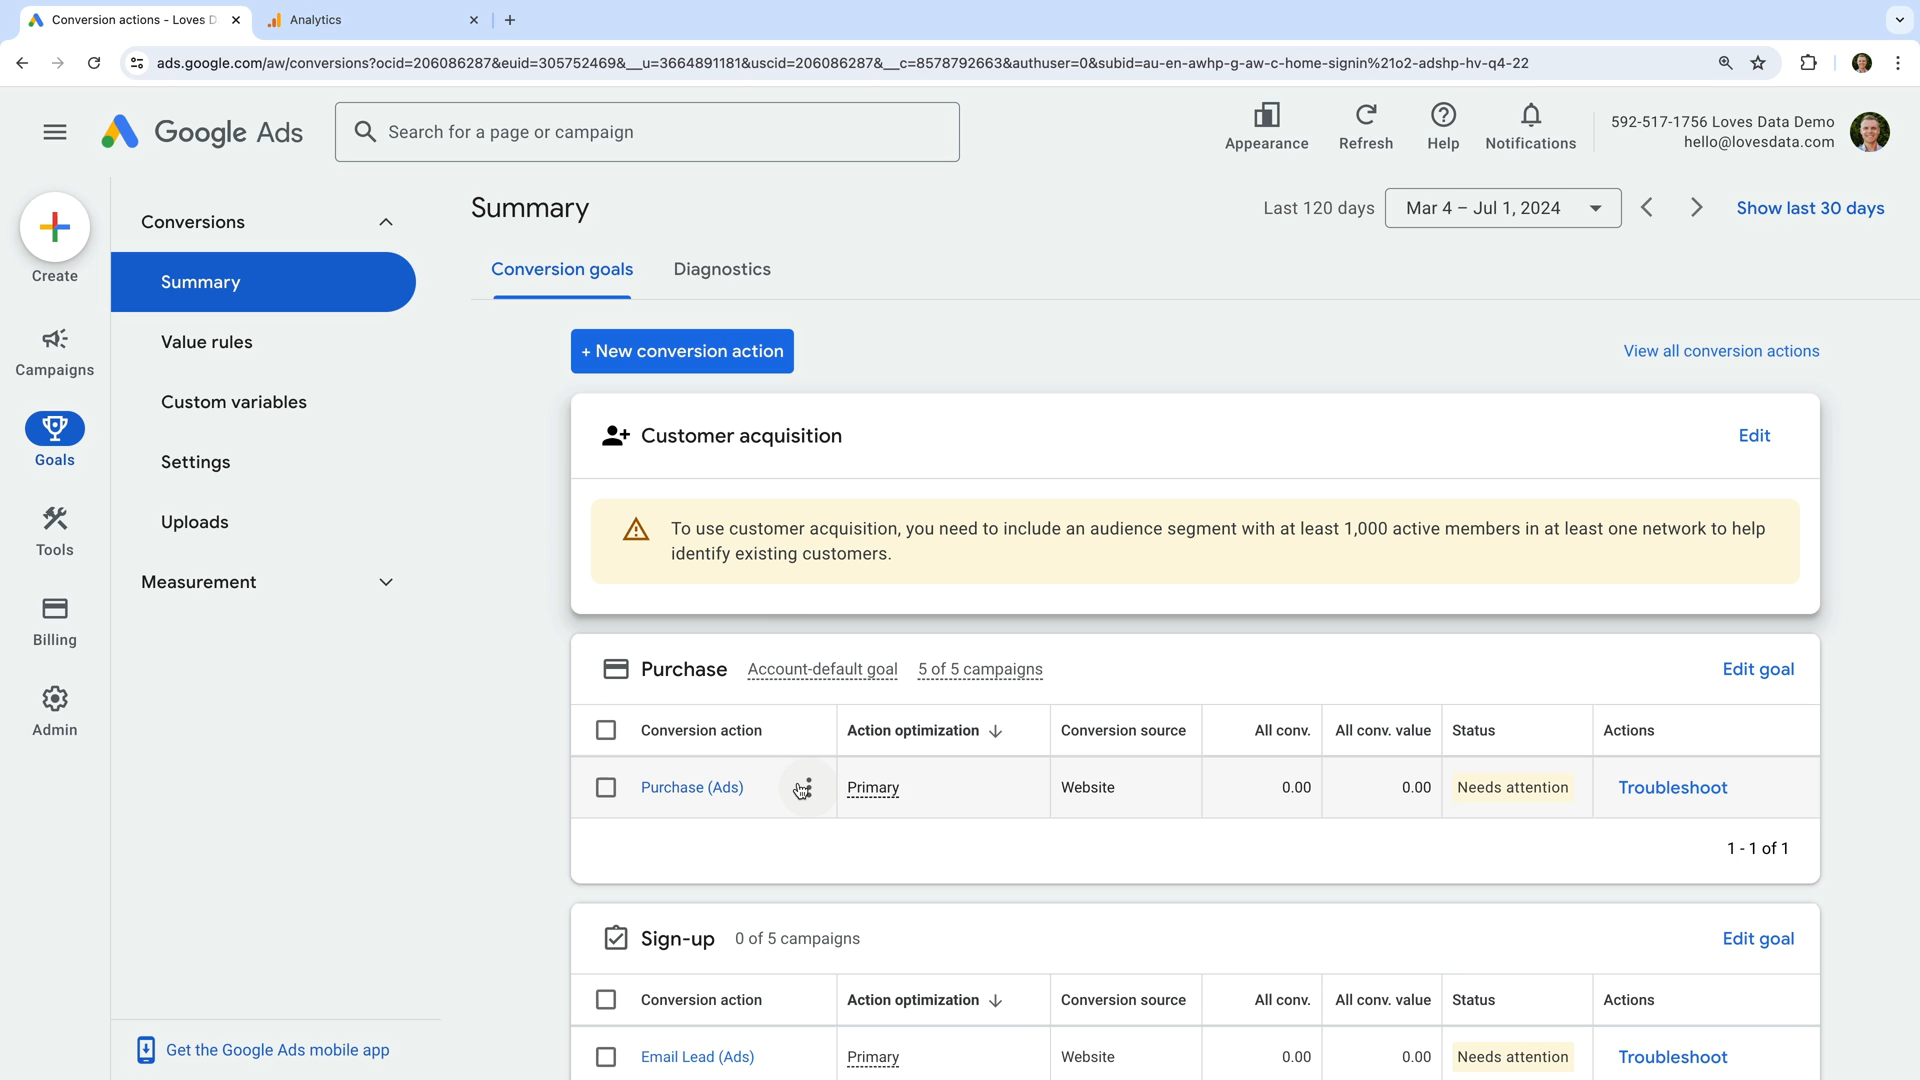 Conversion actions - Loves D
Analytics
ads.google.com/aw/conversions?ocid=206086287&euid=305752469&__u=3664891181&uscid=206086287&__c=8578792663&authuser=0&subid=au-en-awhp-g-aw-c-home-signin%21o2-adshp-hv-q4-22
Google Ads
Search for a page or campaign
Appearance
Refresh
Help
Notifications
592-517-1756 Loves Data Demo
hello@lovesdata.com
Create
Campaigns
Goals
Tools
Billing
Admin
Conversions
Summary
Value rules
Custom variables
Settings
Uploads
Measurement
Get the Google Ads mobile app
Summary
Last 120 days
Mar 4 – Jul 1, 2024
Show last 30 days
Conversion goals
Diagnostics
+ New conversion action
View all conversion actions
Customer acquisition
Edit
To use customer acquisition, you need to include an audience segment with at least 1,000 active members in at least one network to help
identify existing customers.
Purchase Account-default goal 5 of 5 campaigns Edit goal
Conversion action Action optimization Conversion source All conv. All conv. value Status Actions
Purchase (Ads) Primary Website 0.00 0.00 Needs attention Troubleshoot
1 - 1 of 1
Sign-up 0 of 5 campaigns Edit goal
Conversion action Action optimization Conversion source All conv. All conv. value Status Actions
Email Lead (Ads) Primary Website 0.00 0.00 Needs attention Troubleshoot